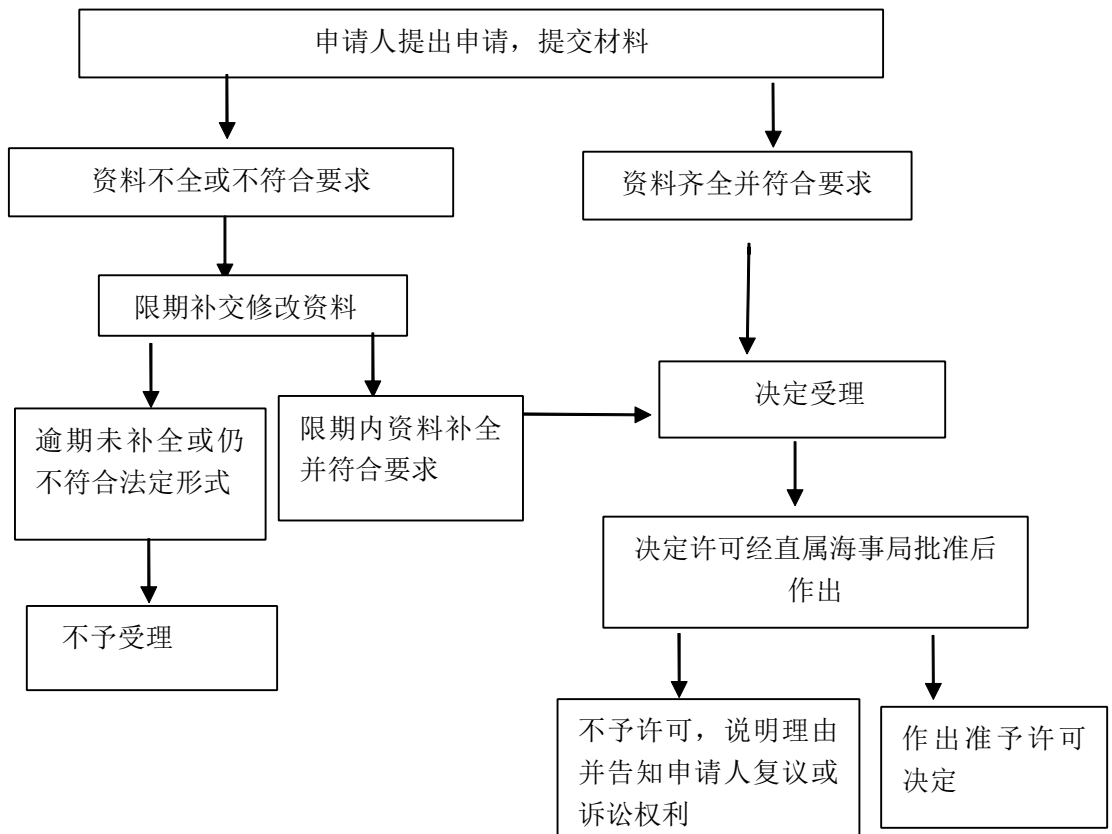 申请人提出申请，提交材料
资料不全或不符合要求
资料齐全并符合要求
限期补交修改资料
决定受理
逾期未补全或仍
不符合法定形式
限期内资料补全
并符合要求
决定许可经直属海事局批准后
作出
不予受理
不予许可，说明理由
并告知申请人复议或
诉讼权利
作出准予许可
决定